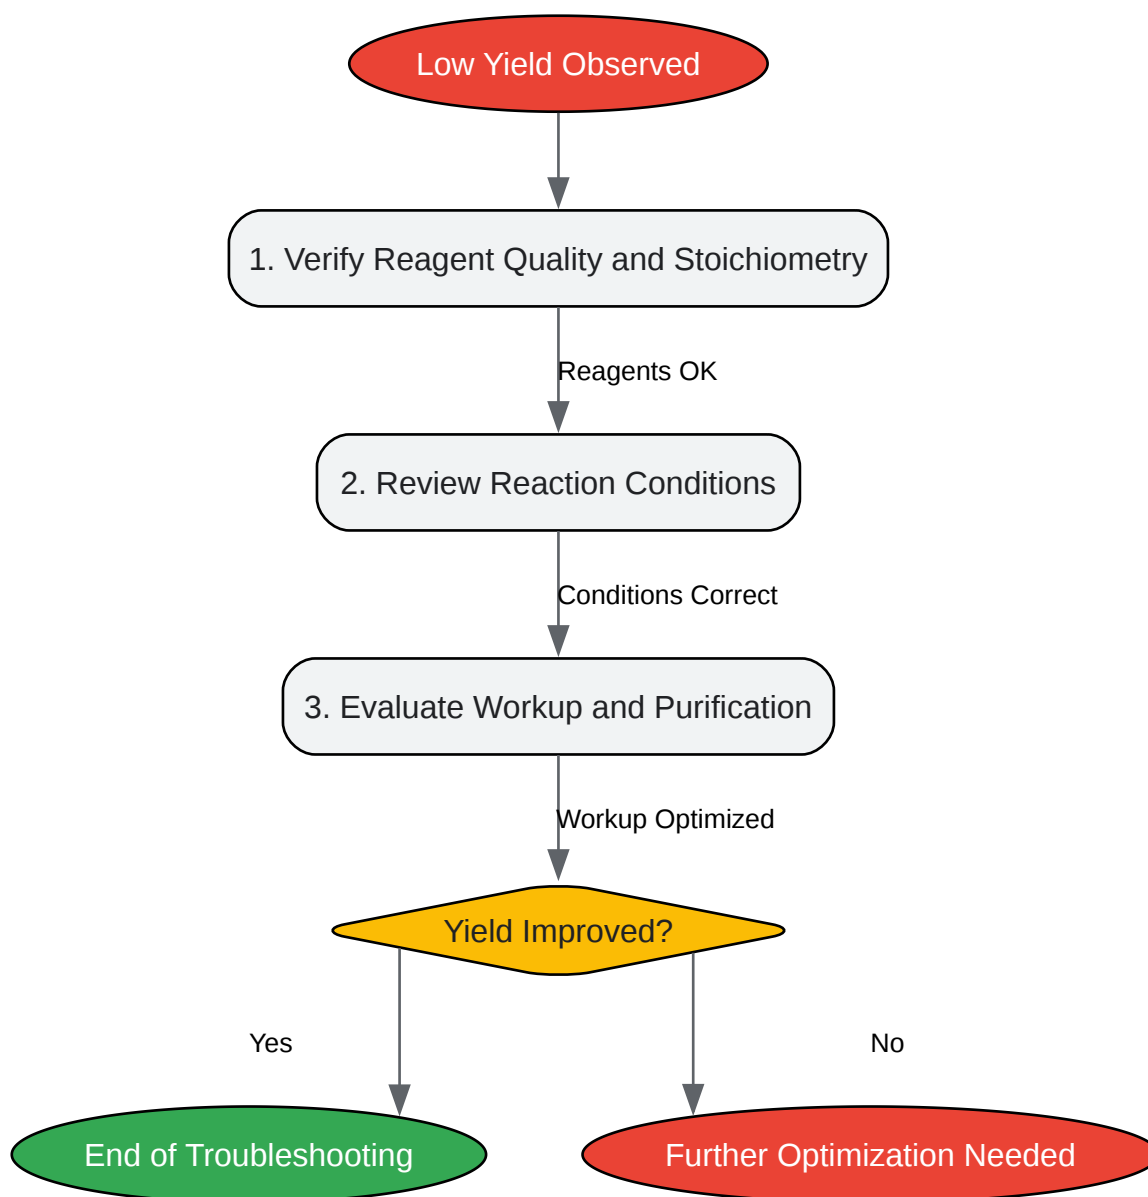 Low Yield Observed
1. Verify Reagent Quality and Stoichiometry
Reagents OK
2. Review Reaction Conditions
Conditions Correct
3. Evaluate Workup and Purification
Workup Optimized
Yield Improved?
Yes
No
End of Troubleshooting
Further Optimization Needed